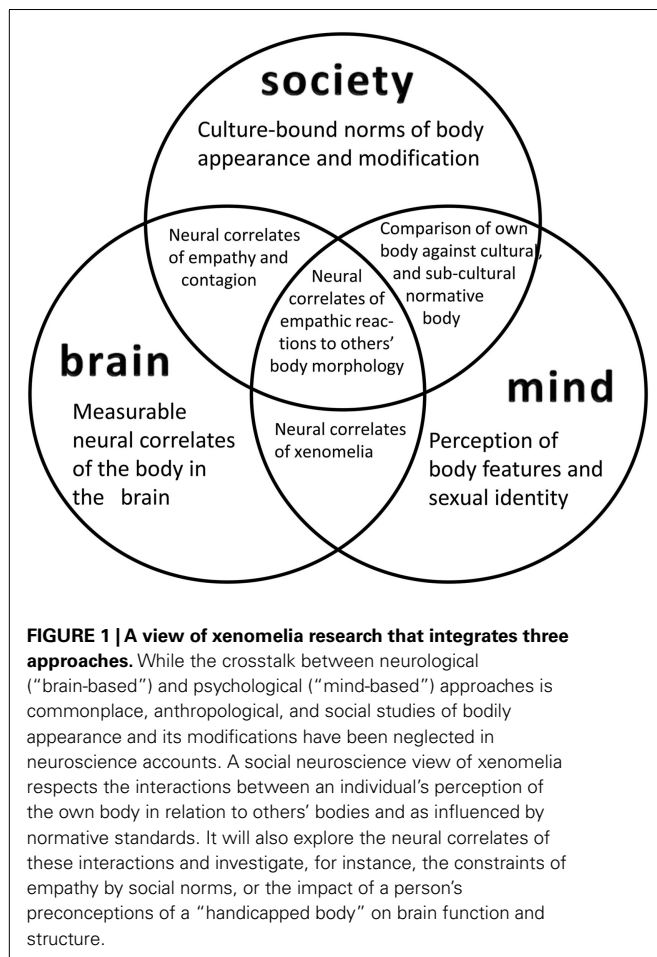 society
Culture-bound norms of body
appearance and modification
Neural correlates
of empathy and
contagion
Comparison of own
body against cultural,
and sub-cultural
normative
body
Neural
correlates of
empathic reac-
tions to others'
body morphology
brain
Measurable
neural correlates
of the body in
the brain
mind
Perception of
body features and
sexual identity
Neural correlates
of xenomelia
FIGURE 1 | A view of xenomelia research that integrates three
approaches. While the crosstalk between neurological
(“brain-based”) and psychological (“mind-based”) approaches is
commonplace, anthropological, and social studies of bodily
appearance and its modifications have been neglected in
neuroscience accounts. A social neuroscience view of xenomelia
respects the interactions between an individual’s perception of
the own body in relation to others’ bodies and as influenced by
normative standards. It will also explore the neural correlates of
these interactions and investigate, for instance, the constraints of
empathy by social norms, or the impact of a person’s
preconceptions of a “handicapped body” on brain function and
structure.